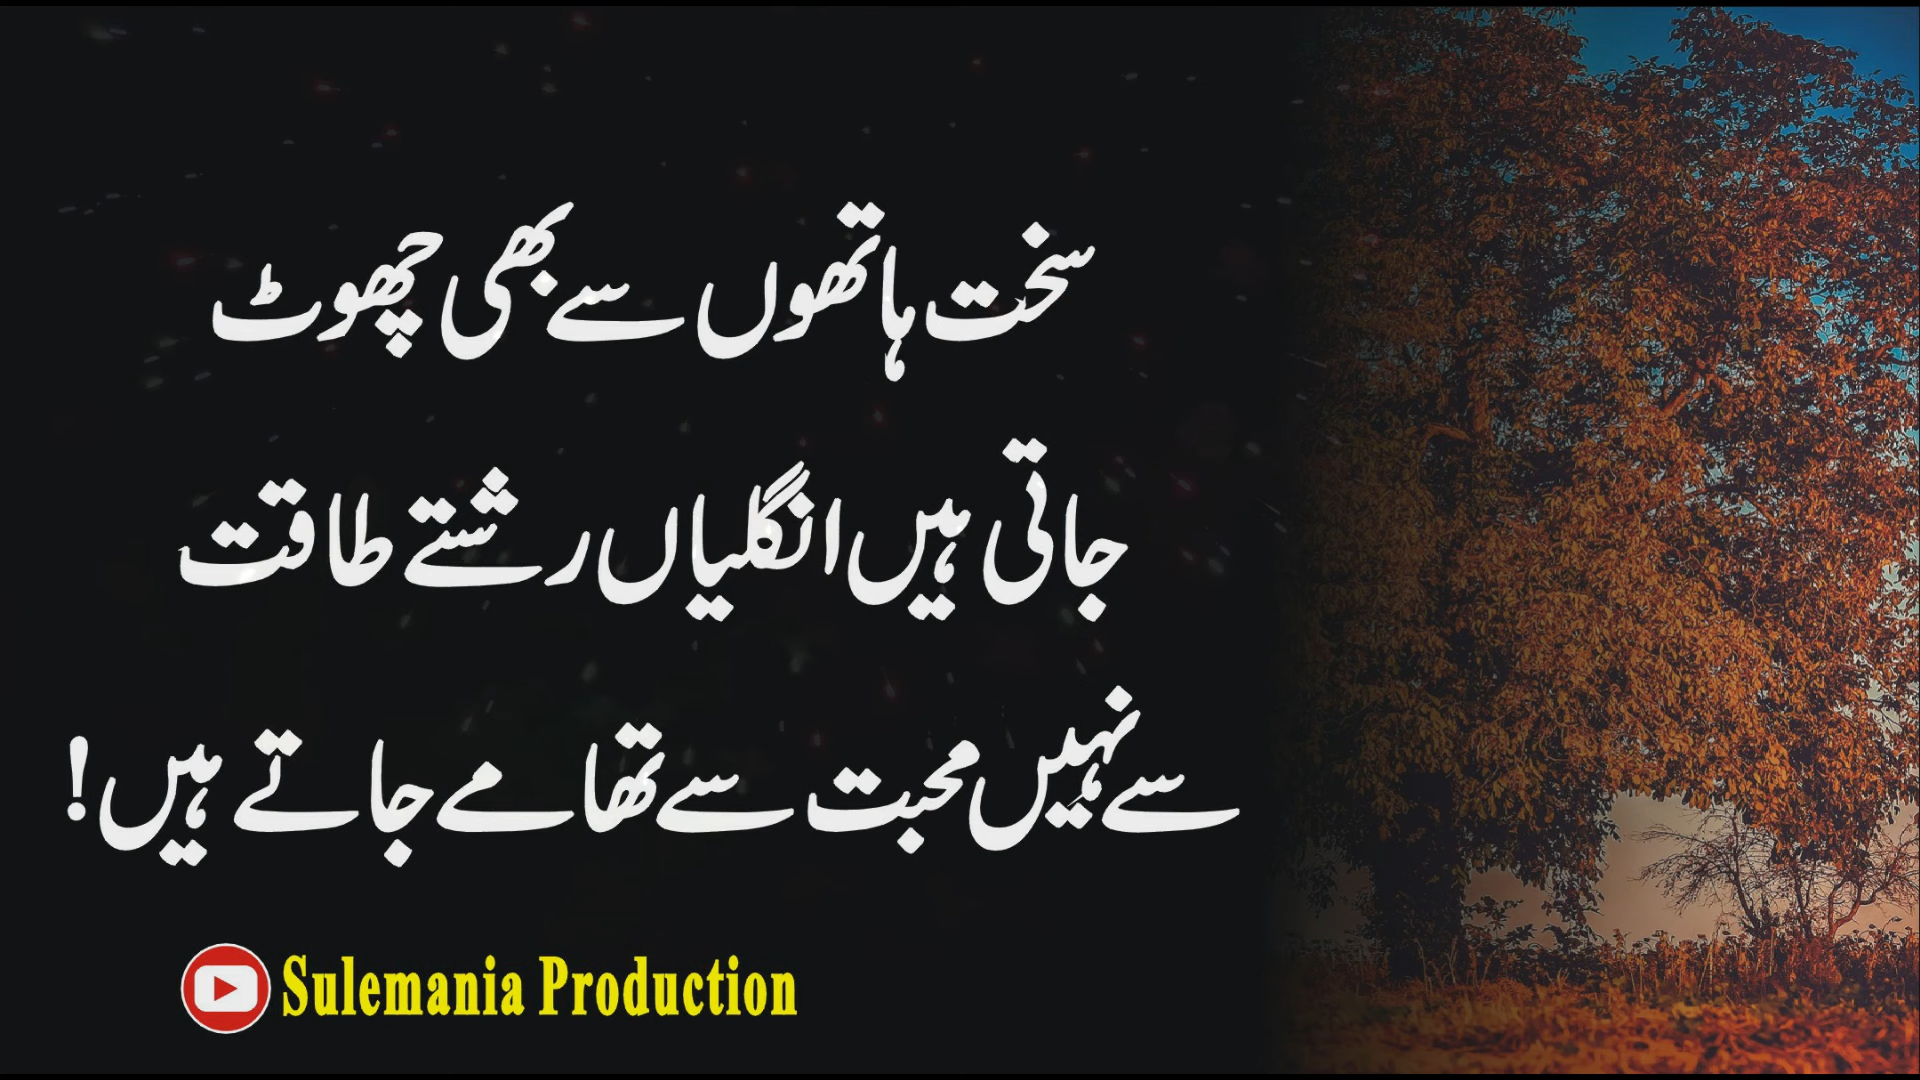 سخت ہاتھوں سے بھی چھوٹ
جاتی ہیں انگلیاں رشتے طاقت
سے نہیں محبت سے تھامے جاتے ہیں!
Sulemania Production